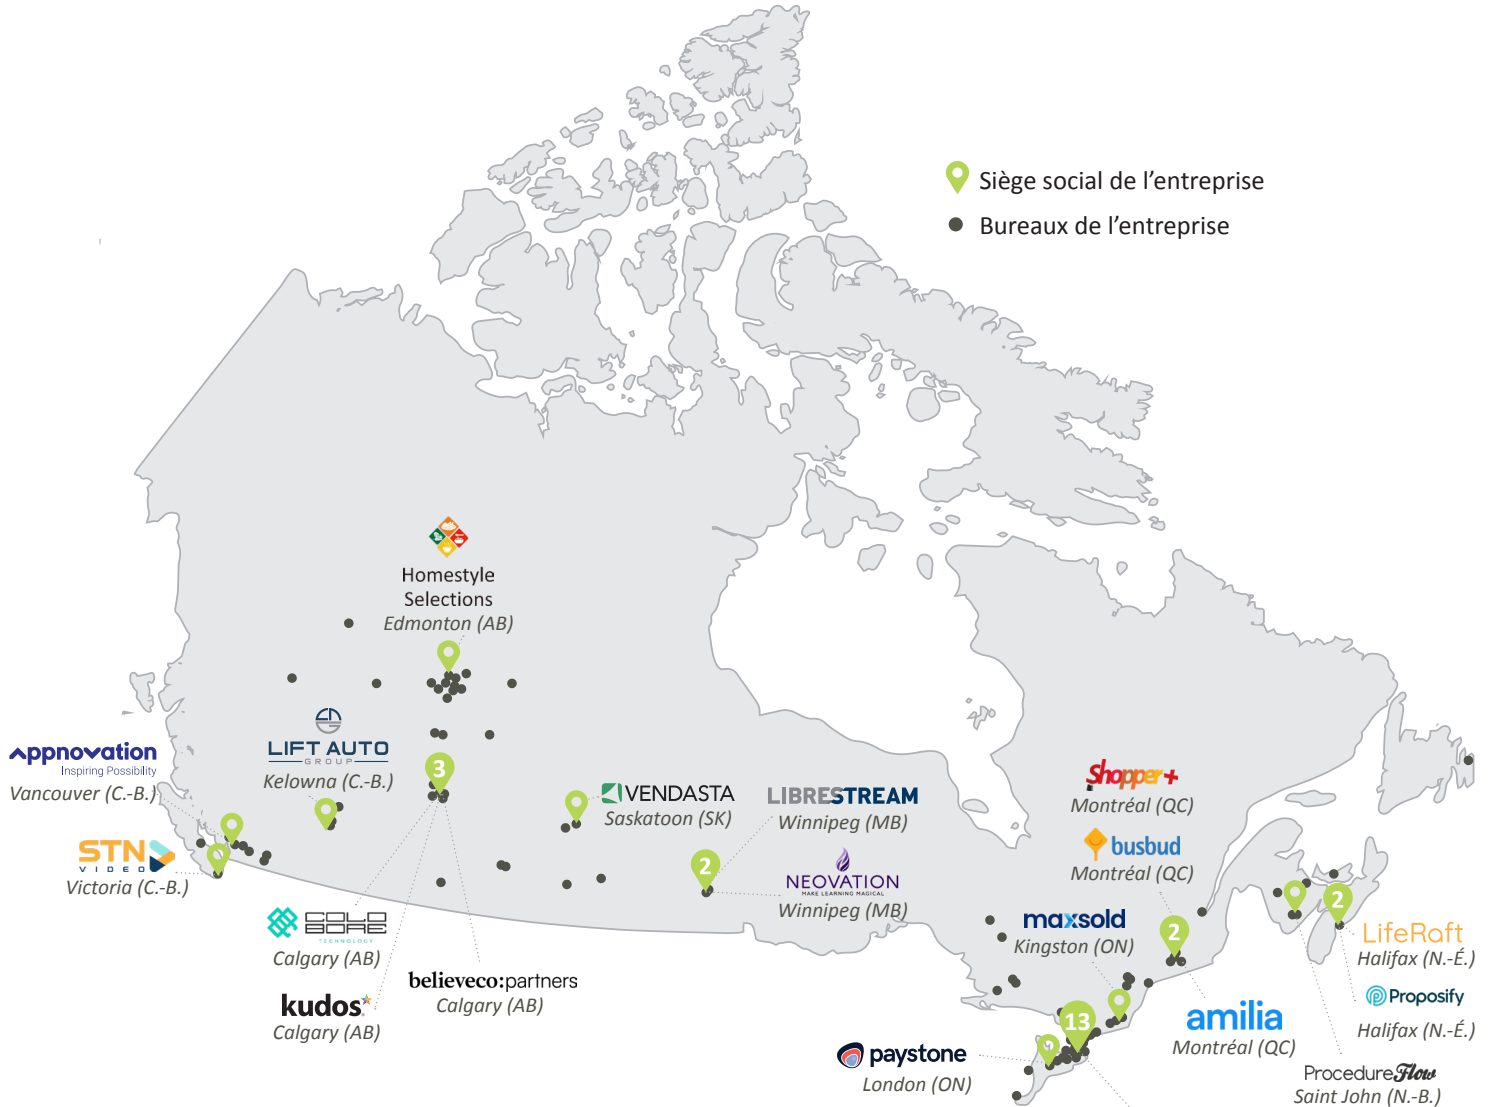 Siège social de l'entreprise
Bureaux de l'entreprise
Homestyle
Selections
Edmonton (AB)
LIFT AUTO
GROUP
Kelowna (C.-B.)
appnovation
Inspiring Possibility
Vancouver (C.-B.)
STN
VIDEO
Victoria (C.-B.)
3
VENDASTA
Saskatoon (SK)
LIBRESTREAM
Winnipeg (MB)
2
NEOVATION
MAKE LEARNING MAGICAL
Winnipeg (MB)
COLD
BORE
TECHNOLOGY
Calgary (AB)
kudos
Calgary (AB)
believeco:partners
Calgary (AB)
Shopper+
Montréal (QC)
busbud
Montréal (QC)
maxsold
Kingston (ON)
2
2
LifeRaft
Halifax (N.-É.)
Proposify
Halifax (N.-É.)
amilia
Montréal (QC)
13
paystone
London (ON)
ProcedureFlow
Saint John (N.-B.)